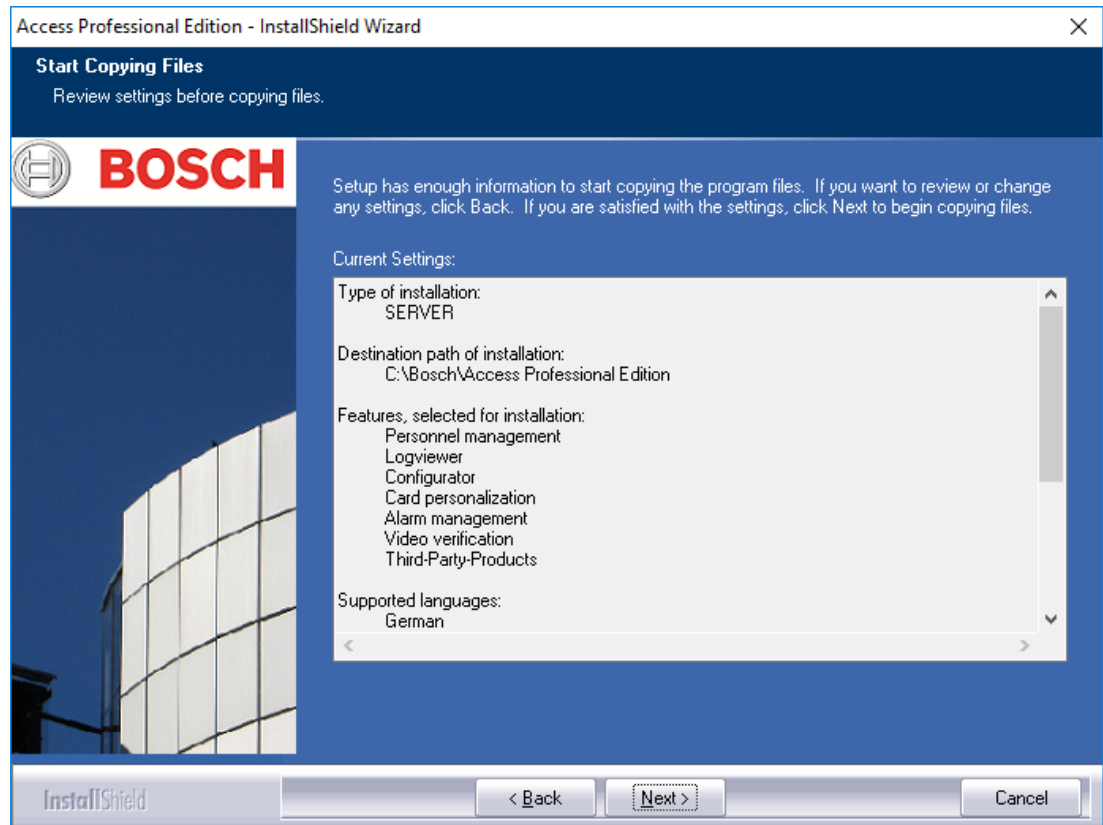 Access Professional Edition - InstallShield Wizard
Start Copying Files
Review settings before copying files.
BOSCH
Setup has enough information to start copying the program files. If you want to review or change
any settings, click Back. If you are satisfied with the settings, click Next to begin copying files.
Current Settings:
Type of installation:
SERVER
Destination path of installation:
C:\Bosch\Access Professional Edition
Features, selected for installation:
Personnel management
Logviewer
Configurator
Card personalization
Alarm management
Video verification
Third-Party-Products
Supported languages:
German
InstallShield
< Back
Next >
Cancel